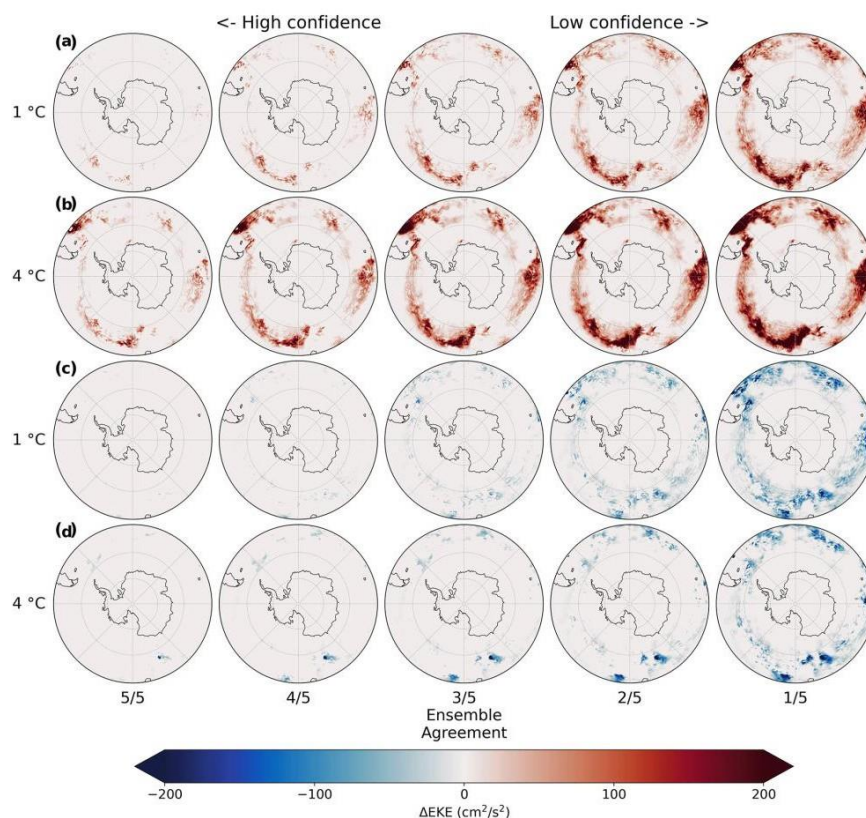 <- High confidence Low confidence ->
(a)
1 °C
(b)
4 °C
(c)
1 °C
(d)
4 °C
5/5 4/5 3/5 2/5 1/5
Ensemble
Agreement
−200 −100 0 100 200
ΔEKE (cm²/s²)